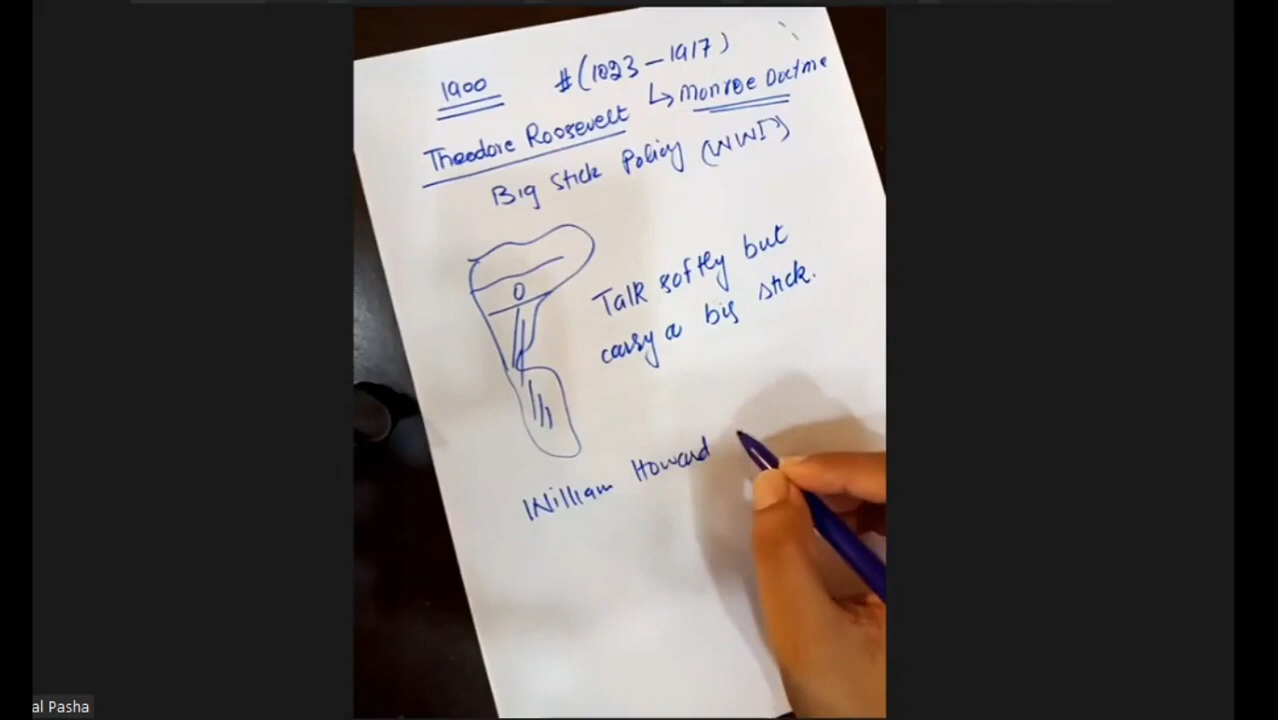 1900 # (1823 – 1917)
↳ Monroe Doctrine
Theodore Roosevelt
Big Stick Policy (WWI)
O
Talk softly but
carry a big stick.
William Howard
al Pasha